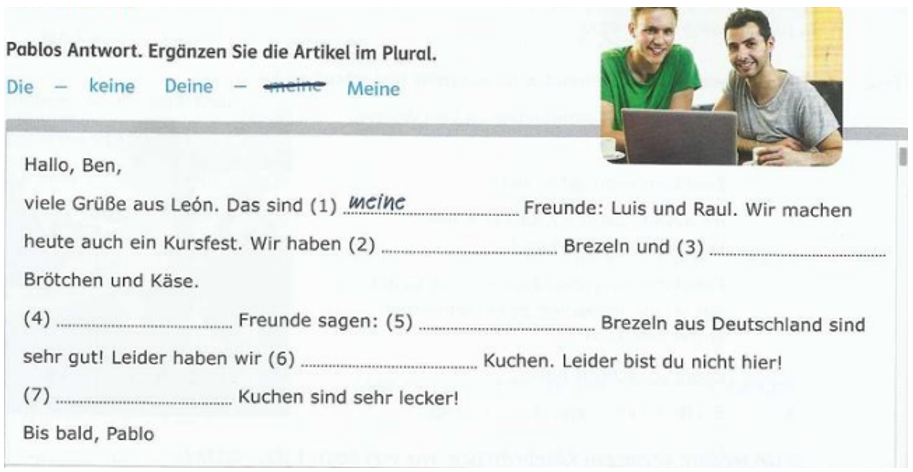 Pablos Antwort. Ergänzen Sie die Artikel im Plural.
Die – keine Deine – meine Meine
Hallo, Ben,
viele Grüße aus León. Das sind (1) meine Freunde: Luis und Raul. Wir machen
heute auch ein Kursfest. Wir haben (2) Brezeln und (3)
Brötchen und Käse.
(4) Freunde sagen: (5) Brezeln aus Deutschland sind
sehr gut! Leider haben wir (6) Kuchen. Leider bist du nicht hier!
(7) Kuchen sind sehr lecker!
Bis bald, Pablo